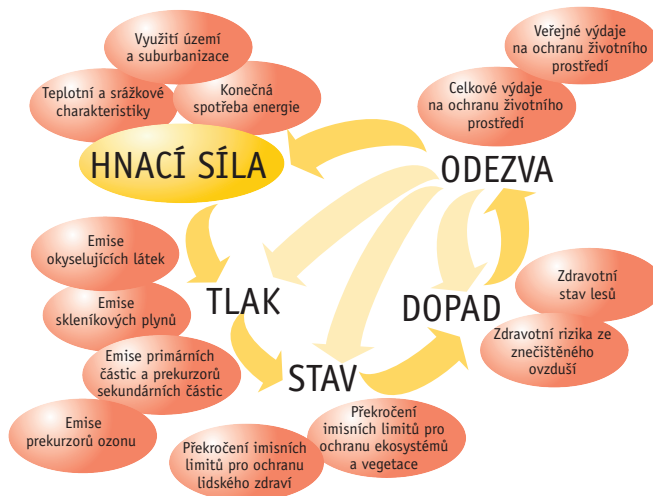 Využití území
a suburbanizace
Teplotní a srážkové
charakteristiky
Konečná
spotřeba energie
HNACÍ SÍLA
Veřejné výdaje
na ochranu životního
prostředí
Celkové výdaje
na ochranu životního
prostředí
ODEZVA
Emise
okyselujících látek
Emise
skleníkových plynů
Emise primárních
částic a prekurzorů
sekundárních částic
Emise
prekurzorů ozonu
TLAK
DOPAD
Zdravotní
stav lesů
Zdravotní rizika ze
znečištěného
ovzduší
STAV
Překročení imisních
limitů pro ochranu
lidského zdraví
Překročení
imisních limitů pro
ochranu ekosystémů
a vegetace